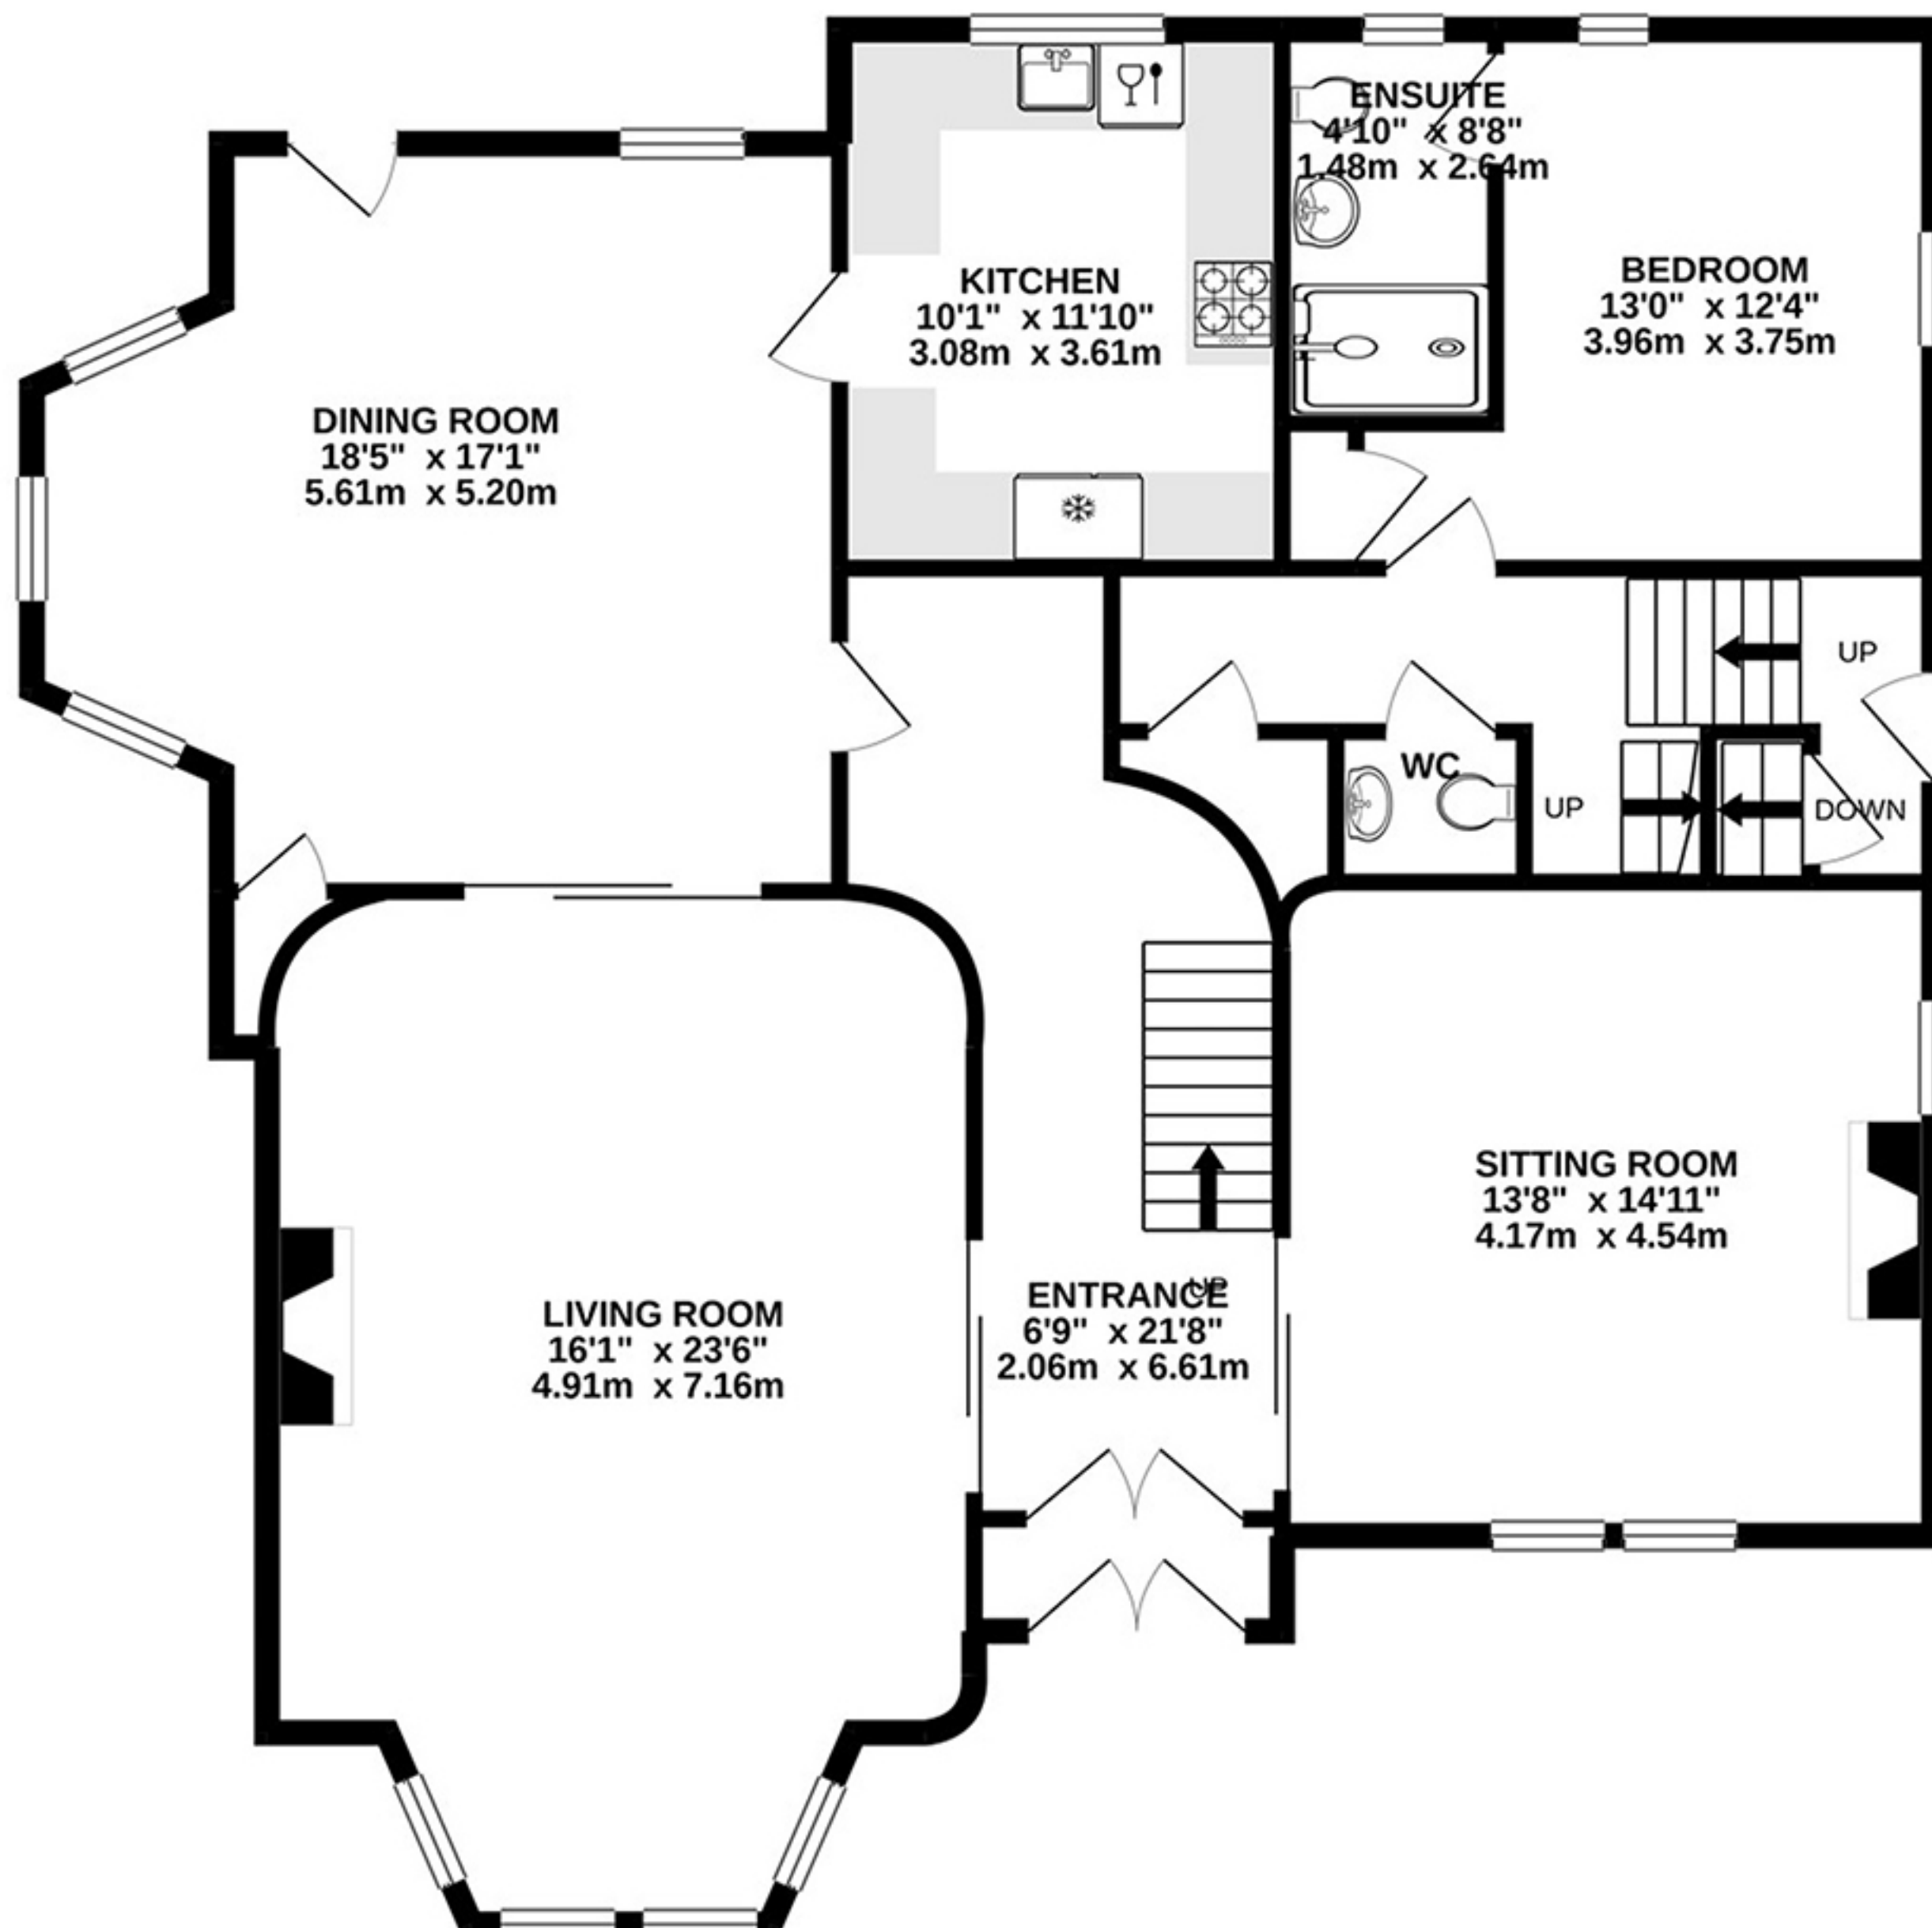 ENSUITE
4'10" x 8'8"
1.48m x 2.64m
KITCHEN
10'1" x 11'10"
3.08m x 3.61m
BEDROOM
13'0" x 12'4"
3.96m x 3.75m
DINING ROOM
18'5" x 17'1"
5.61m x 5.20m
UP
WC
UP
DOWN
SITTING ROOM
13'8" x 14'11"
4.17m x 4.54m
UP
ENTRANCE
6'9" x 21'8"
2.06m x 6.61m
LIVING ROOM
16'1" x 23'6"
4.91m x 7.16m